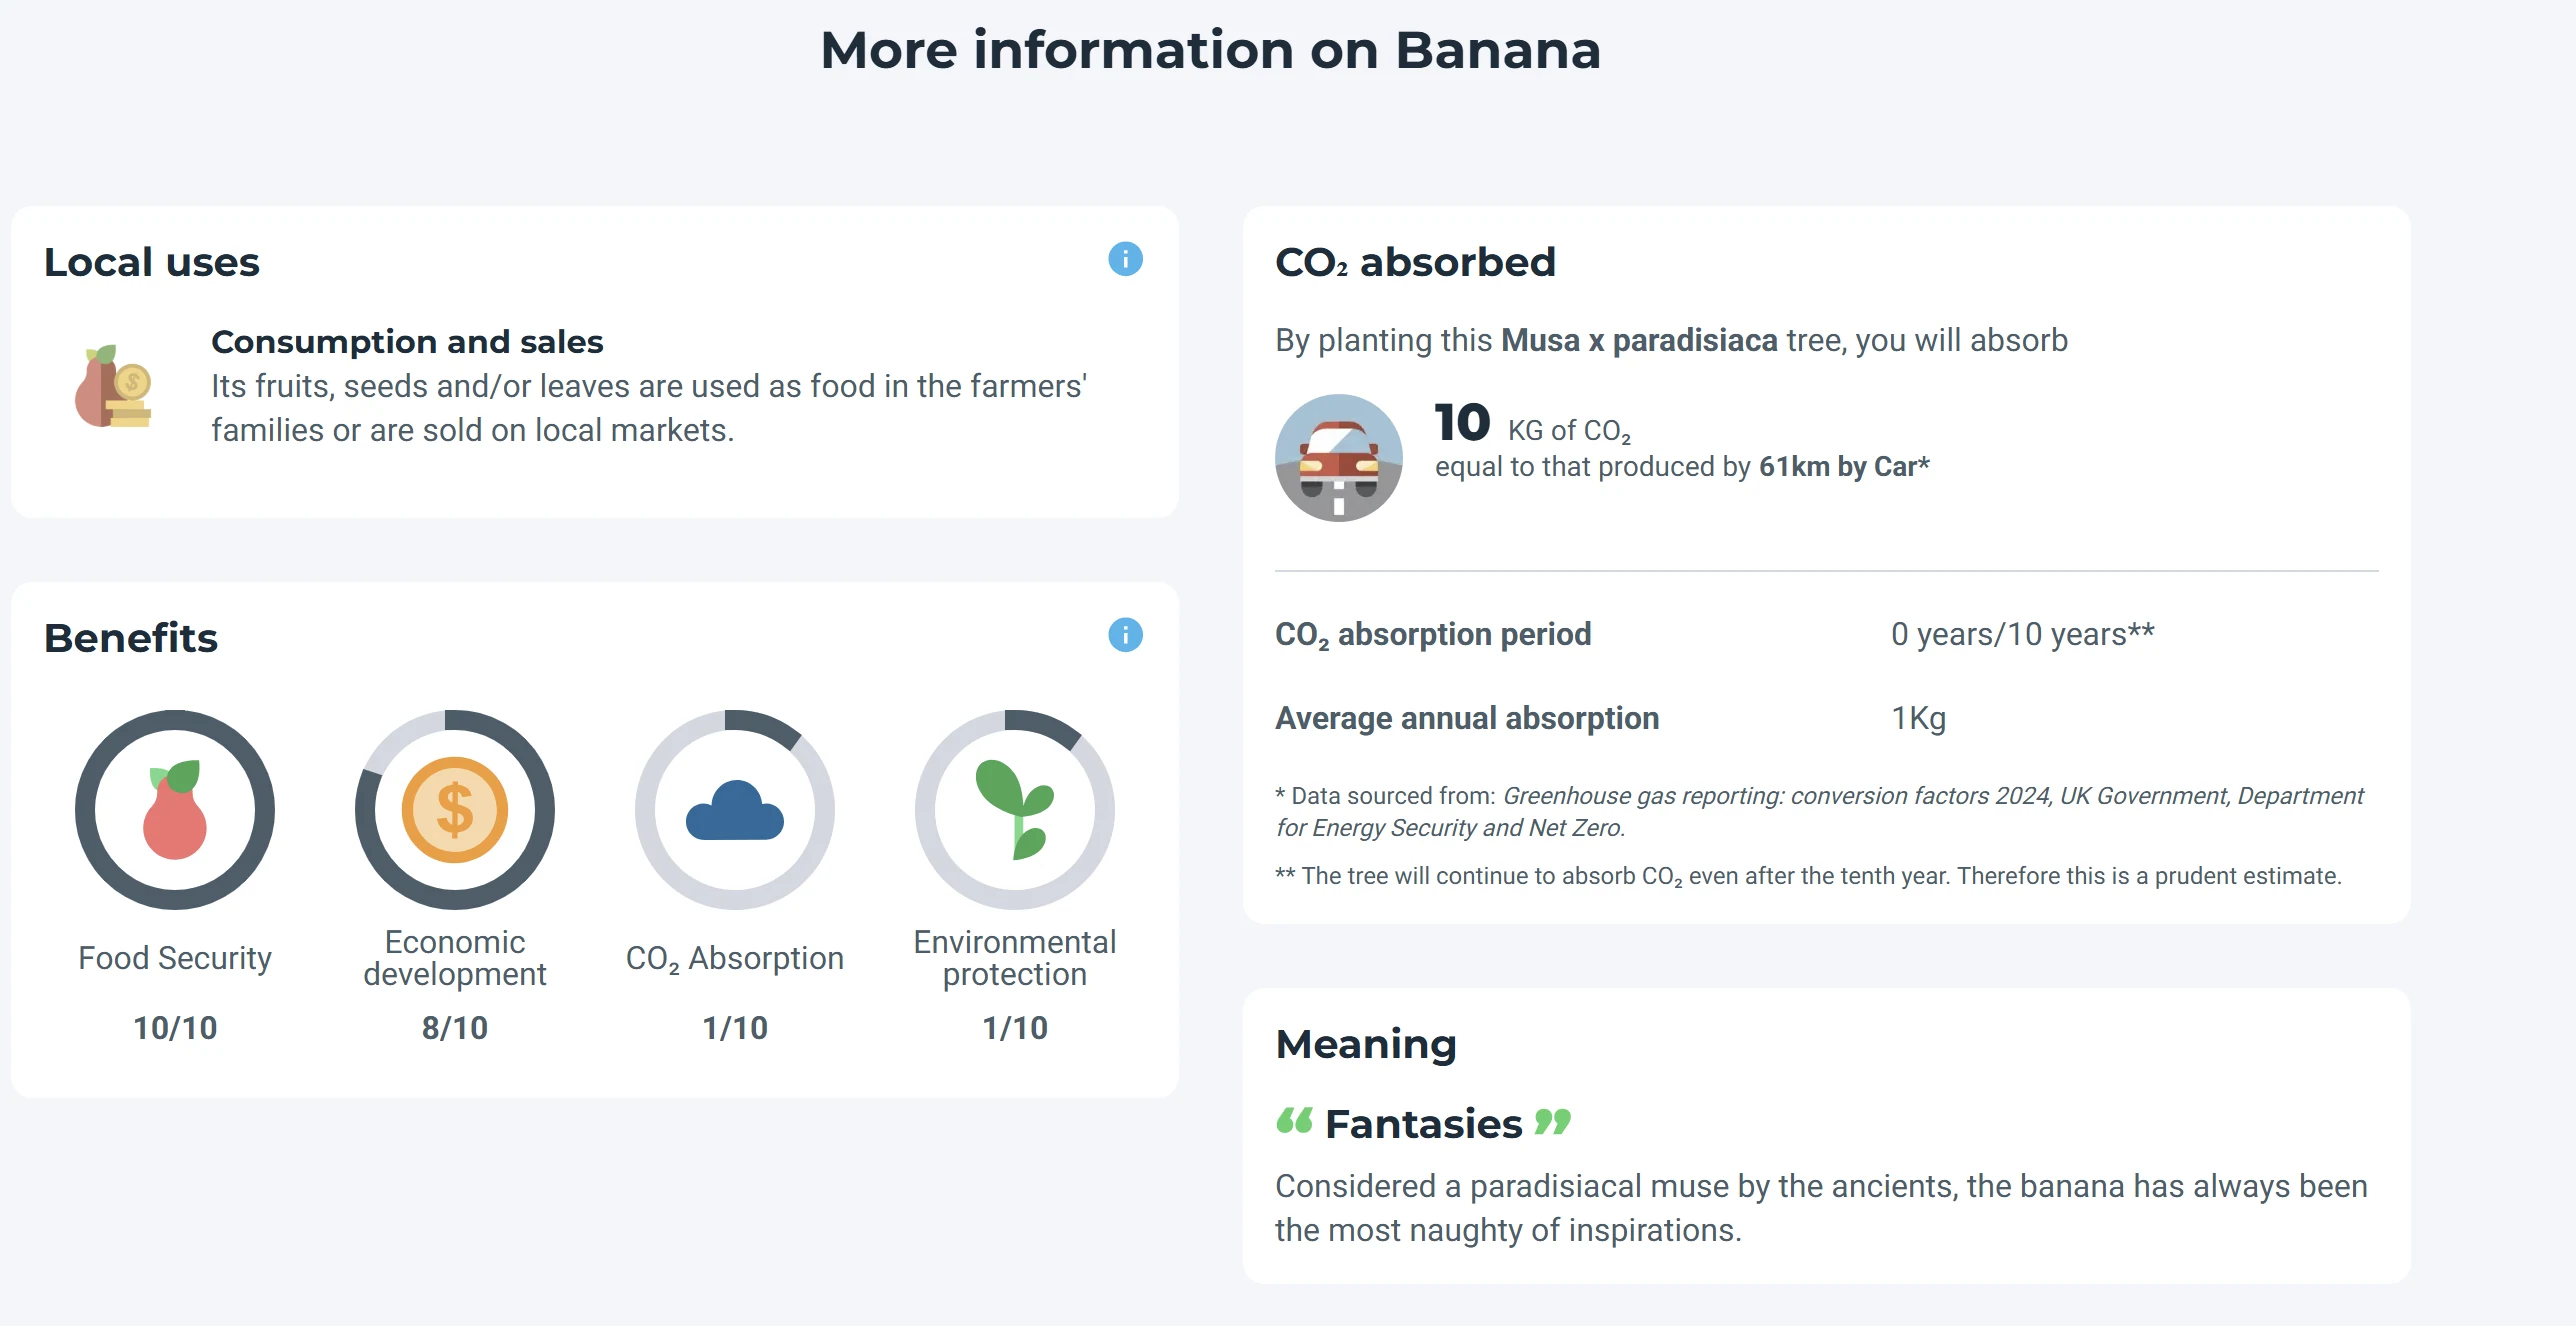 More information on Banana
Local uses
Consumption and sales
Its fruits, seeds and/or leaves are used as food in the farmers'
families or are sold on local markets.
Benefits
Food Security
10/10
Economic
development
8/10
CO₂ Absorption
1/10
Environmental
protection
1/10
CO₂ absorbed
By planting this Musa x paradisiaca tree, you will absorb
10 KG of CO₂
equal to that produced by 61km by Car*
CO₂ absorption period 0 years/10 years**
Average annual absorption 1Kg
* Data sourced from: Greenhouse gas reporting: conversion factors 2024, UK Government, Department
for Energy Security and Net Zero.
** The tree will continue to absorb CO₂ even after the tenth year. Therefore this is a prudent estimate.
Meaning
“ Fantasies ”
Considered a paradisiacal muse by the ancients, the banana has always been
the most naughty of inspirations.